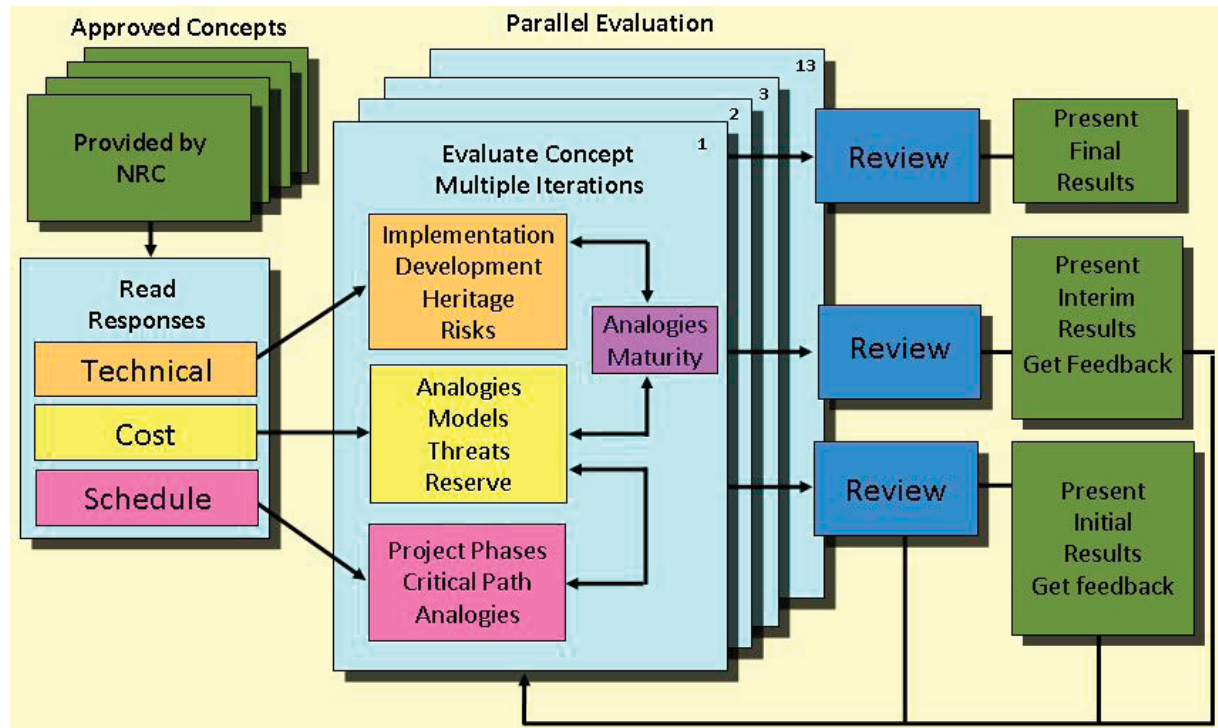 Approved Concepts
Provided by
NRC
Read
Responses
Technical
Cost
Schedule
Parallel Evaluation
13
3
2
1
Evaluate Concept
Multiple Iterations
Implementation
Development
Heritage
Risks
Analogies
Maturity
Analogies
Models
Threats
Reserve
Project Phases
Critical Path
Analogies
Review
Present
Final
Results
Review
Present
Interim
Results
Get Feedback
Review
Present
Initial
Results
Get feedback